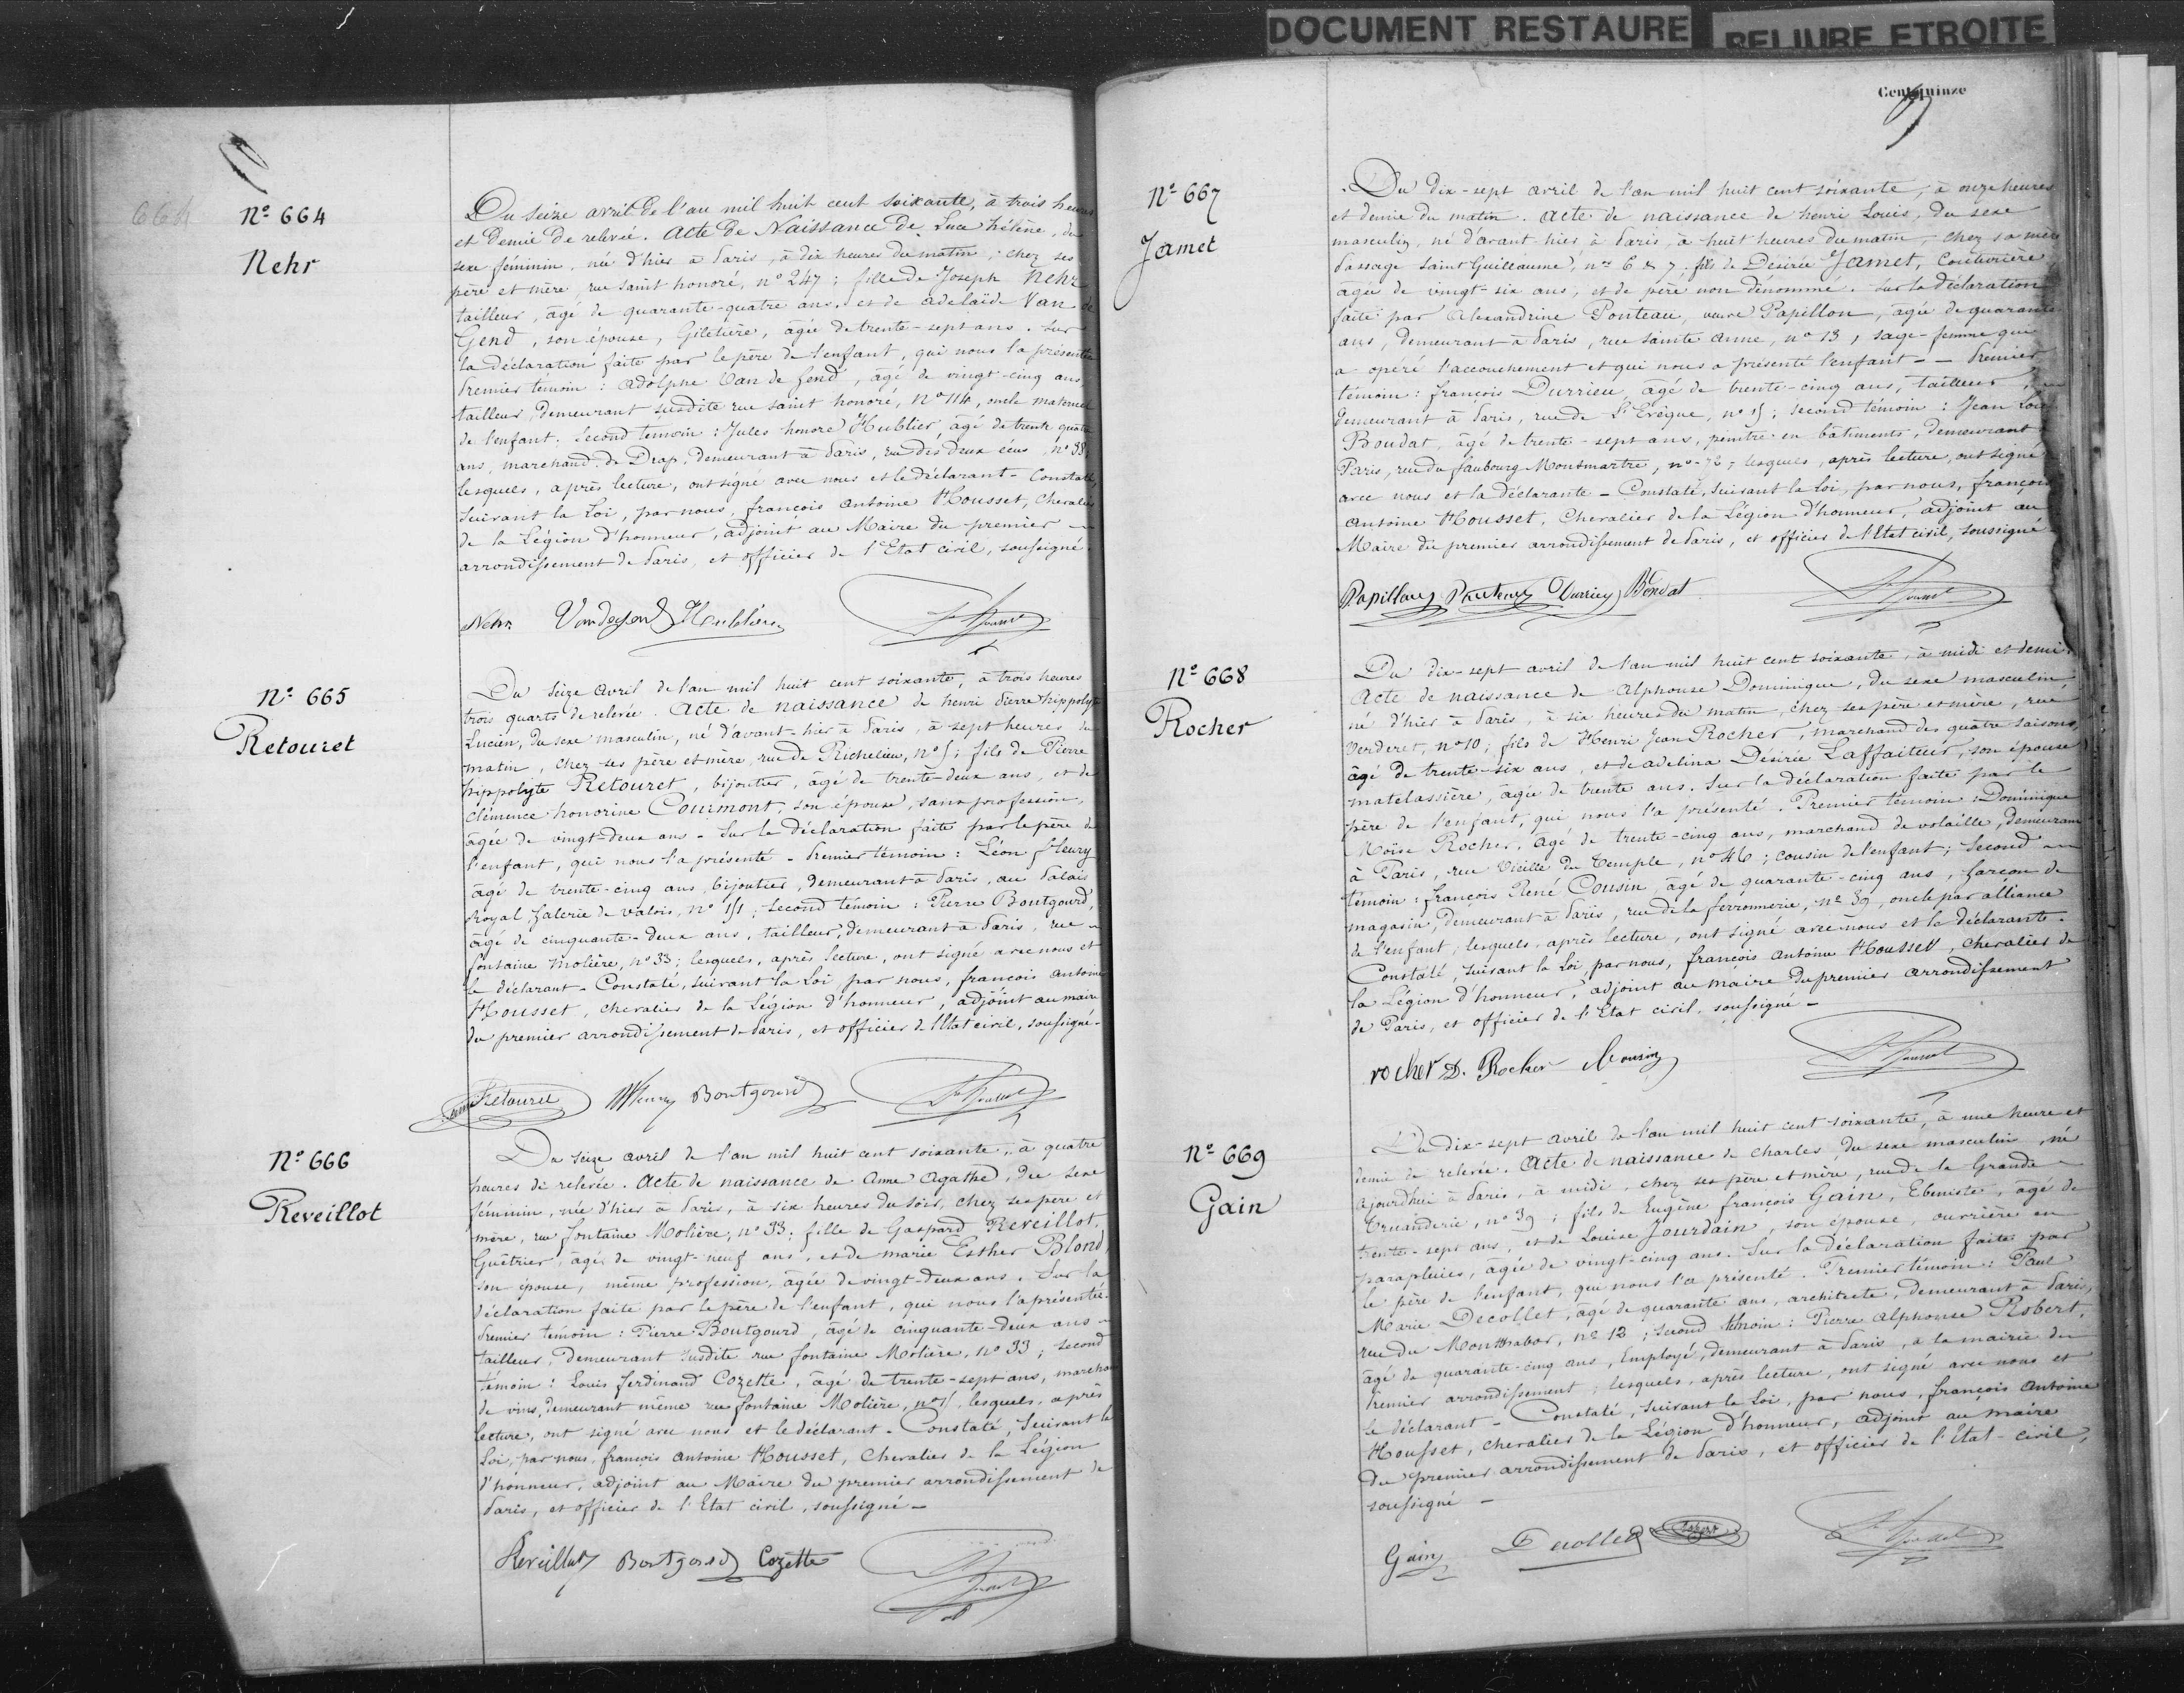 DOCUMENT RESTAURE
RELIURE ETROITE
664
Nº 664
Nehr
Du seize avril de l'an mil huit cent soixante, à trois heures
et demie de relevée. Acte de Naissance de Luce hélène, du
sexe féminin, née d'hier à Paris, à dix heures du matin, chez ses
père et mère, rue saint honoré, nº 247; fille de Joseph Nehr
tailleur, âgé de quarante-quatre ans, et de adelaïde Van de
Gend, son épouse, Giletière, âgée de trente-sept ans. Sur
la déclaration faite par le père de l'enfant, qui nous l'a présentée
Premier témoin: adolphe Van de Gend, âgé de vingt-cinq ans,
tailleur, demeurant susdite rue saint honoré, nº 114, oncle maternel
de l'enfant. Second témoin: Jules honoré Hublier, âgé de trente quatre
ans, marchand de Drap, demeurant à Paris, rue des deux écus, nº 38,
lesquels, après lecture, ont signé avec nous et le déclarant - Constaté,
suivant la Loi, par nous, françois antoine Housset, Chevalier
de la Légion d'honneur, adjoint au Maire du premier
arrondissement de Paris, et officier de l'Etat civil, soussigné.
Nehr Vandegend Hublier
Nº 665
Retouret
Du seize avril de l'an mil huit cent soixante, à trois heures
trois quarts de relevée. Acte de naissance de henri Pierre hippolyte
Lucien, du sexe masculin, né d'avant-hier à Paris, à sept heures du
matin, chez ses père et mère, rue de Richelieu, nº 5; fils de Pierre
hippolyte Retouret, bijoutier, âgé de trente deux ans, et de
clémence honorine Courmont, son épouse, sans profession,
âgée de vingt-deux ans - Sur la déclaration faite par le père de
l'enfant, qui nous l'a présenté - Premier témoin: Léon fleury
âgé de trente-cinq ans, bijoutier, demeurant à Paris, au Palais
Royal, Galerie de valois, nº 151; second témoin: Pierre Boutgourd,
âgé de cinquante-deux ans, tailleur, demeurant à Paris, rue
fontaine molière, nº 33; lesquels, après lecture, ont signé avec nous et
le déclarant - Constaté, suivant la Loi, par nous, françois antoine
Housset, chevalier de la Légion d'honneur, adjoint au maire
du premier arrondissement de Paris, et officier de l'Etat civil, soussigné -
Retouret fleury Boutgourd
Nº 666
Reveillot
Du seize avril de l'an mil huit cent soixante, à quatre
heures de relevée. Acte de naissance de Anne Agathe, du sexe
féminin, née d'hier à Paris, à six heures du soir, chez ses père et
mère, rue fontaine Molière, nº 33; fille de Gaspard Reveillot,
Guêtrier, âgé de vingt-neuf ans, et de marie Esther Blond,
son épouse, même profession, âgée de vingt-deux ans. Sur la
déclaration faite par le père de l'enfant, qui nous l'a présentée.
Premier témoin: Pierre Boutgourd, âgé de cinquante-deux ans
tailleur, demeurant susdite rue fontaine Molière, nº 33; second
témoin: Louis ferdinand Cozette, âgé de trente-sept ans, marchand
de vins, demeurant même rue fontaine Molière, lesquels, après
lecture, ont signé avec nous et le déclarant - Constaté, suivant la
Loi, par nous, françois antoine Housset, Chevalier de la Légion
d'honneur, adjoint au Maire du premier arrondissement de
Paris, et officier de l'Etat civil, soussigné -
Reveillot Boutgourd Cozette
Cent quinze
Nº 667
Jamet
Du dix-sept avril de l'an mil huit cent soixante, à onze heures
et demie du matin. Acte de naissance de henri Louis, du sexe
masculin, né d'avant-hier à Paris, à huit heures du matin, chez sa mère
Passage saint Guillaume, nos 6 & 7; fils de Désirée Jamet, Couturière
âgée de vingt-six ans, et de père non dénommé. Sur la déclaration
faite par Alexandrine Ponteau, veuve Papillon, âgée de quarante
ans, demeurant à Paris, rue sainte anne, nº 13, sage-femme qui
a opéré l'accouchement et qui nous a présenté l'enfant - - Premier
témoin: françois Durrieu, âgé de trente-cinq ans, tailleur,
demeurant à Paris, rue de L'Evêque, nº 15; second témoin: Jean Louis
Boudat, âgé de trente-sept ans, peintre en bâtiments, demeurant
Paris, rue du faubourg Montmartre, nº 72; lesquels, après lecture, ont signé
avec nous et la déclarante - Constaté, suivant la Loi, par nous, françois
antoine Housset, Chevalier de la Légion d'honneur, adjoint au
Maire du premier arrondissement de Paris, et officier de l'Etat civil, soussigné
Papillon Ponteau Durrieu Boudat
Nº 668
Rocher
Du dix-sept avril de l'an mil huit cent soixante, à midi et demi.
Acte de naissance de Alphonse Dominique, du sexe masculin,
né d'hier à Paris, à six heures du matin, chez ses père et mère, rue
Verderet, nº 10; fils de Henri Jean Rocher, marchand des quatre saisons,
âgé de trente-six ans, et de adelina Désirée Laffaiteur, son épouse
matelassière, âgée de trente ans. Sur la déclaration faite par le
père de l'enfant, qui nous l'a présenté. Premier témoin: Dominique
Moïse Rocher, âgé de trente-cinq ans, marchand de volaille, demeurant
à Paris, rue Vieille du Temple, nº 46; cousin de l'enfant; Second
témoin: françois René Cousin, âgé de quarante-cinq ans, garçon de
magasin, demeurant à Paris, rue de la ferronnerie, nº 39, oncle par alliance
de l'enfant; lesquels, après lecture, ont signé avec nous et le déclarant -
Constaté, suivant la Loi, par nous, françois antoine Housset, chevalier de
la Légion d'honneur, adjoint au maire du premier arrondissement
de Paris, et officier de l'Etat civil, soussigné -
rocher D. Rocher Cousin
Nº 669
Gain
Du dix-sept avril de l'an mil huit cent soixante, à une heure et
demie de relevée. Acte de naissance de charles, du sexe masculin, né
ajourdhui à Paris, à midi, chez ses père et mère, rue de la Grande
Truanderie, nº 39; fils de Eugène françois Gain, Ebeniste, âgé de
trente-sept ans, et de Louise Jourdain, son épouse, ouvrière en
parapluies, âgée de vingt-cinq ans. Sur la déclaration faite par
le père de l'enfant, qui nous l'a présenté. Premier témoin: Paul
Marie Decollet, âgé de quarante ans, architecte, demeurant à Paris,
rue du Monthabor, nº 12; second témoin: Pierre alphonse Robert,
âgé de quarante-cinq ans, Employé, demeurant à Paris, à la mairie du
Premier arrondissement; lesquels, après lecture, ont signé avec nous et
le déclarant - Constaté, suivant la Loi, par nous, françois Antoine
Housset, chevalier de la Légion d'honneur, adjoint au maire
du premier arrondissement de Paris, et officier de l'Etat-civil,
soussigné -
Gain Decollet Robert